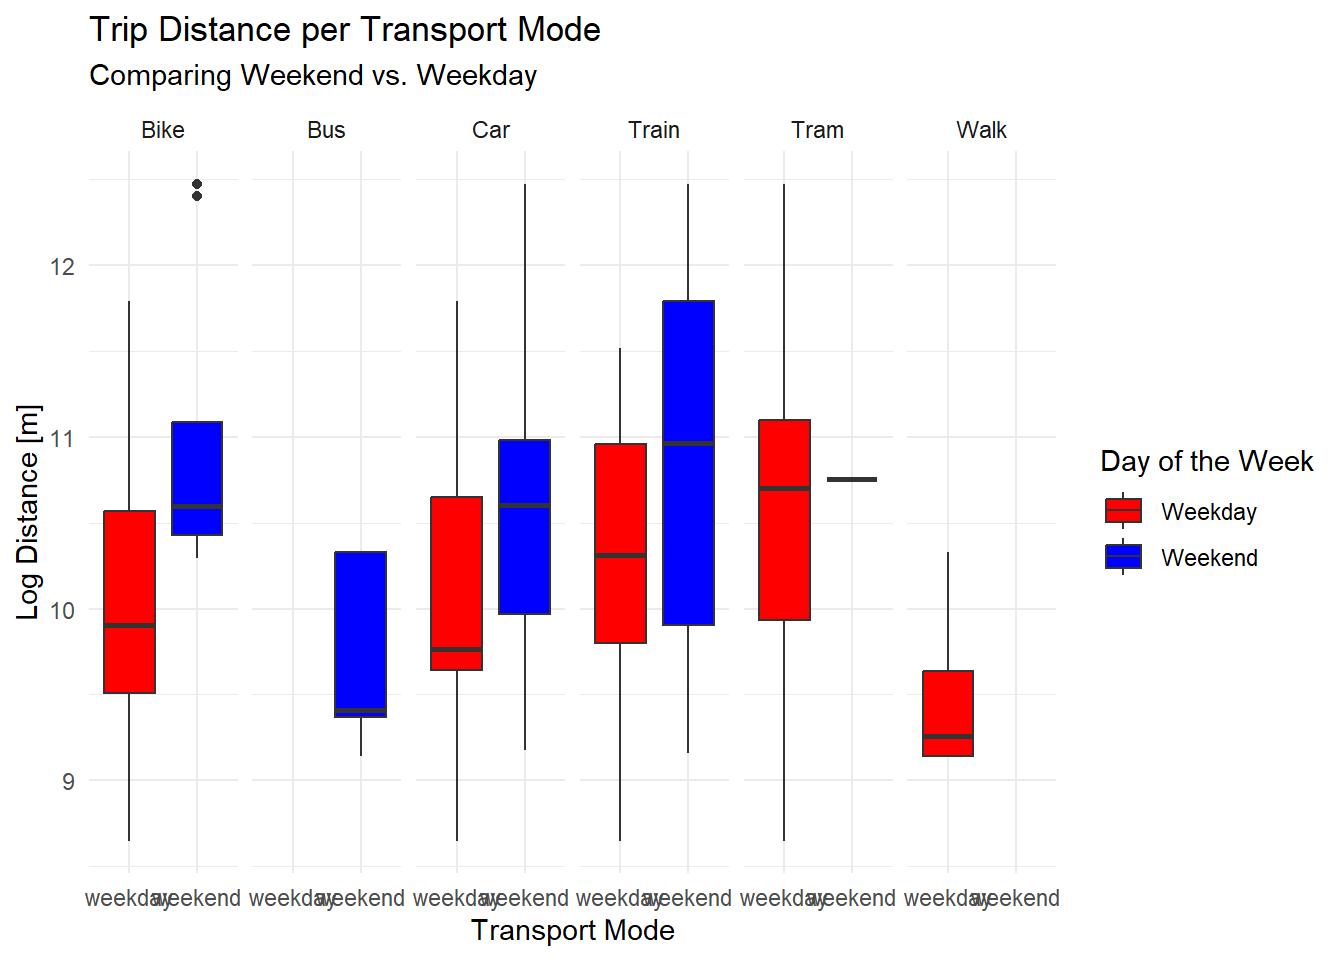 Trip Distance per Transport Mode
Comparing Weekend vs. Weekday
Bike Bus Car Train Tram Walk
12
11
10
9
Log Distance [m]
weekday weekend weekday weekend weekday weekend weekday weekend weekday weekend weekday weekend
Transport Mode
Day of the Week
Weekday
Weekend